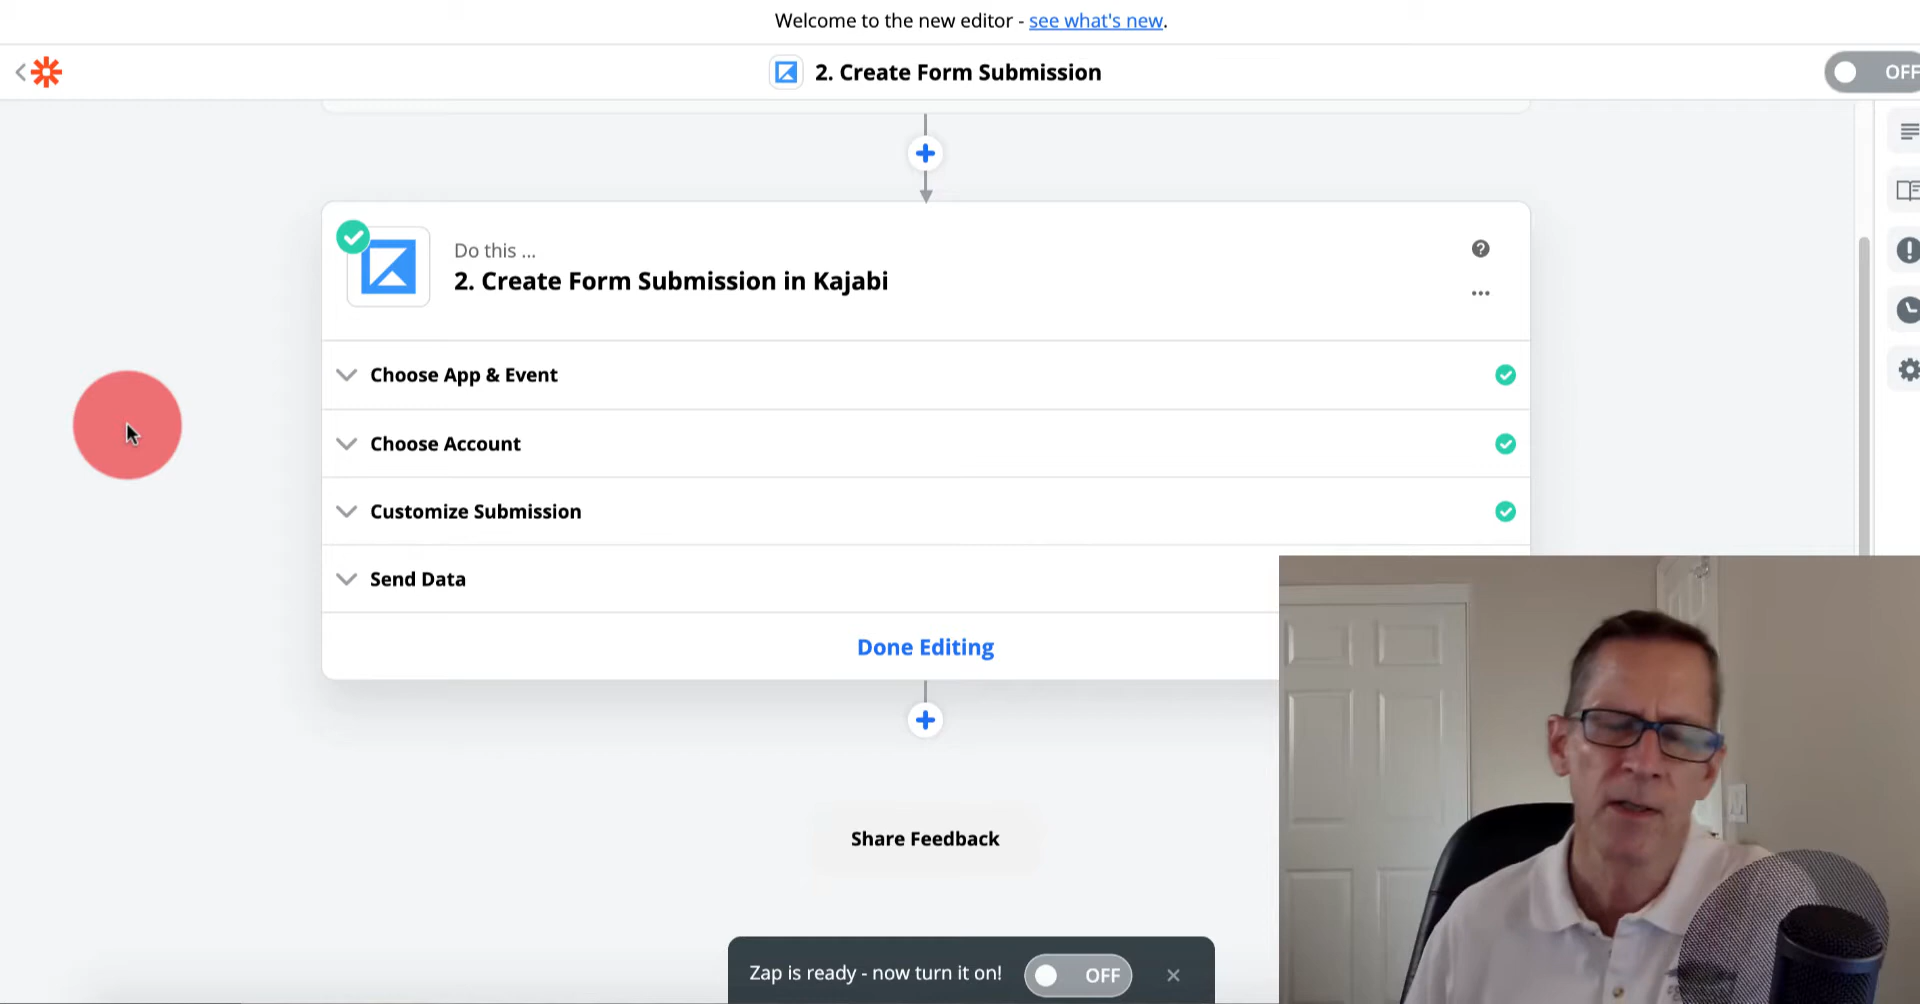 Welcome to the new editor - see what's new.
2. Create Form Submission
OFF
Do this ...
2. Create Form Submission in Kajabi
Choose App & Event
Choose Account
Customize Submission
Send Data
Done Editing
Share Feedback
Zap is ready - now turn it on!
OFF